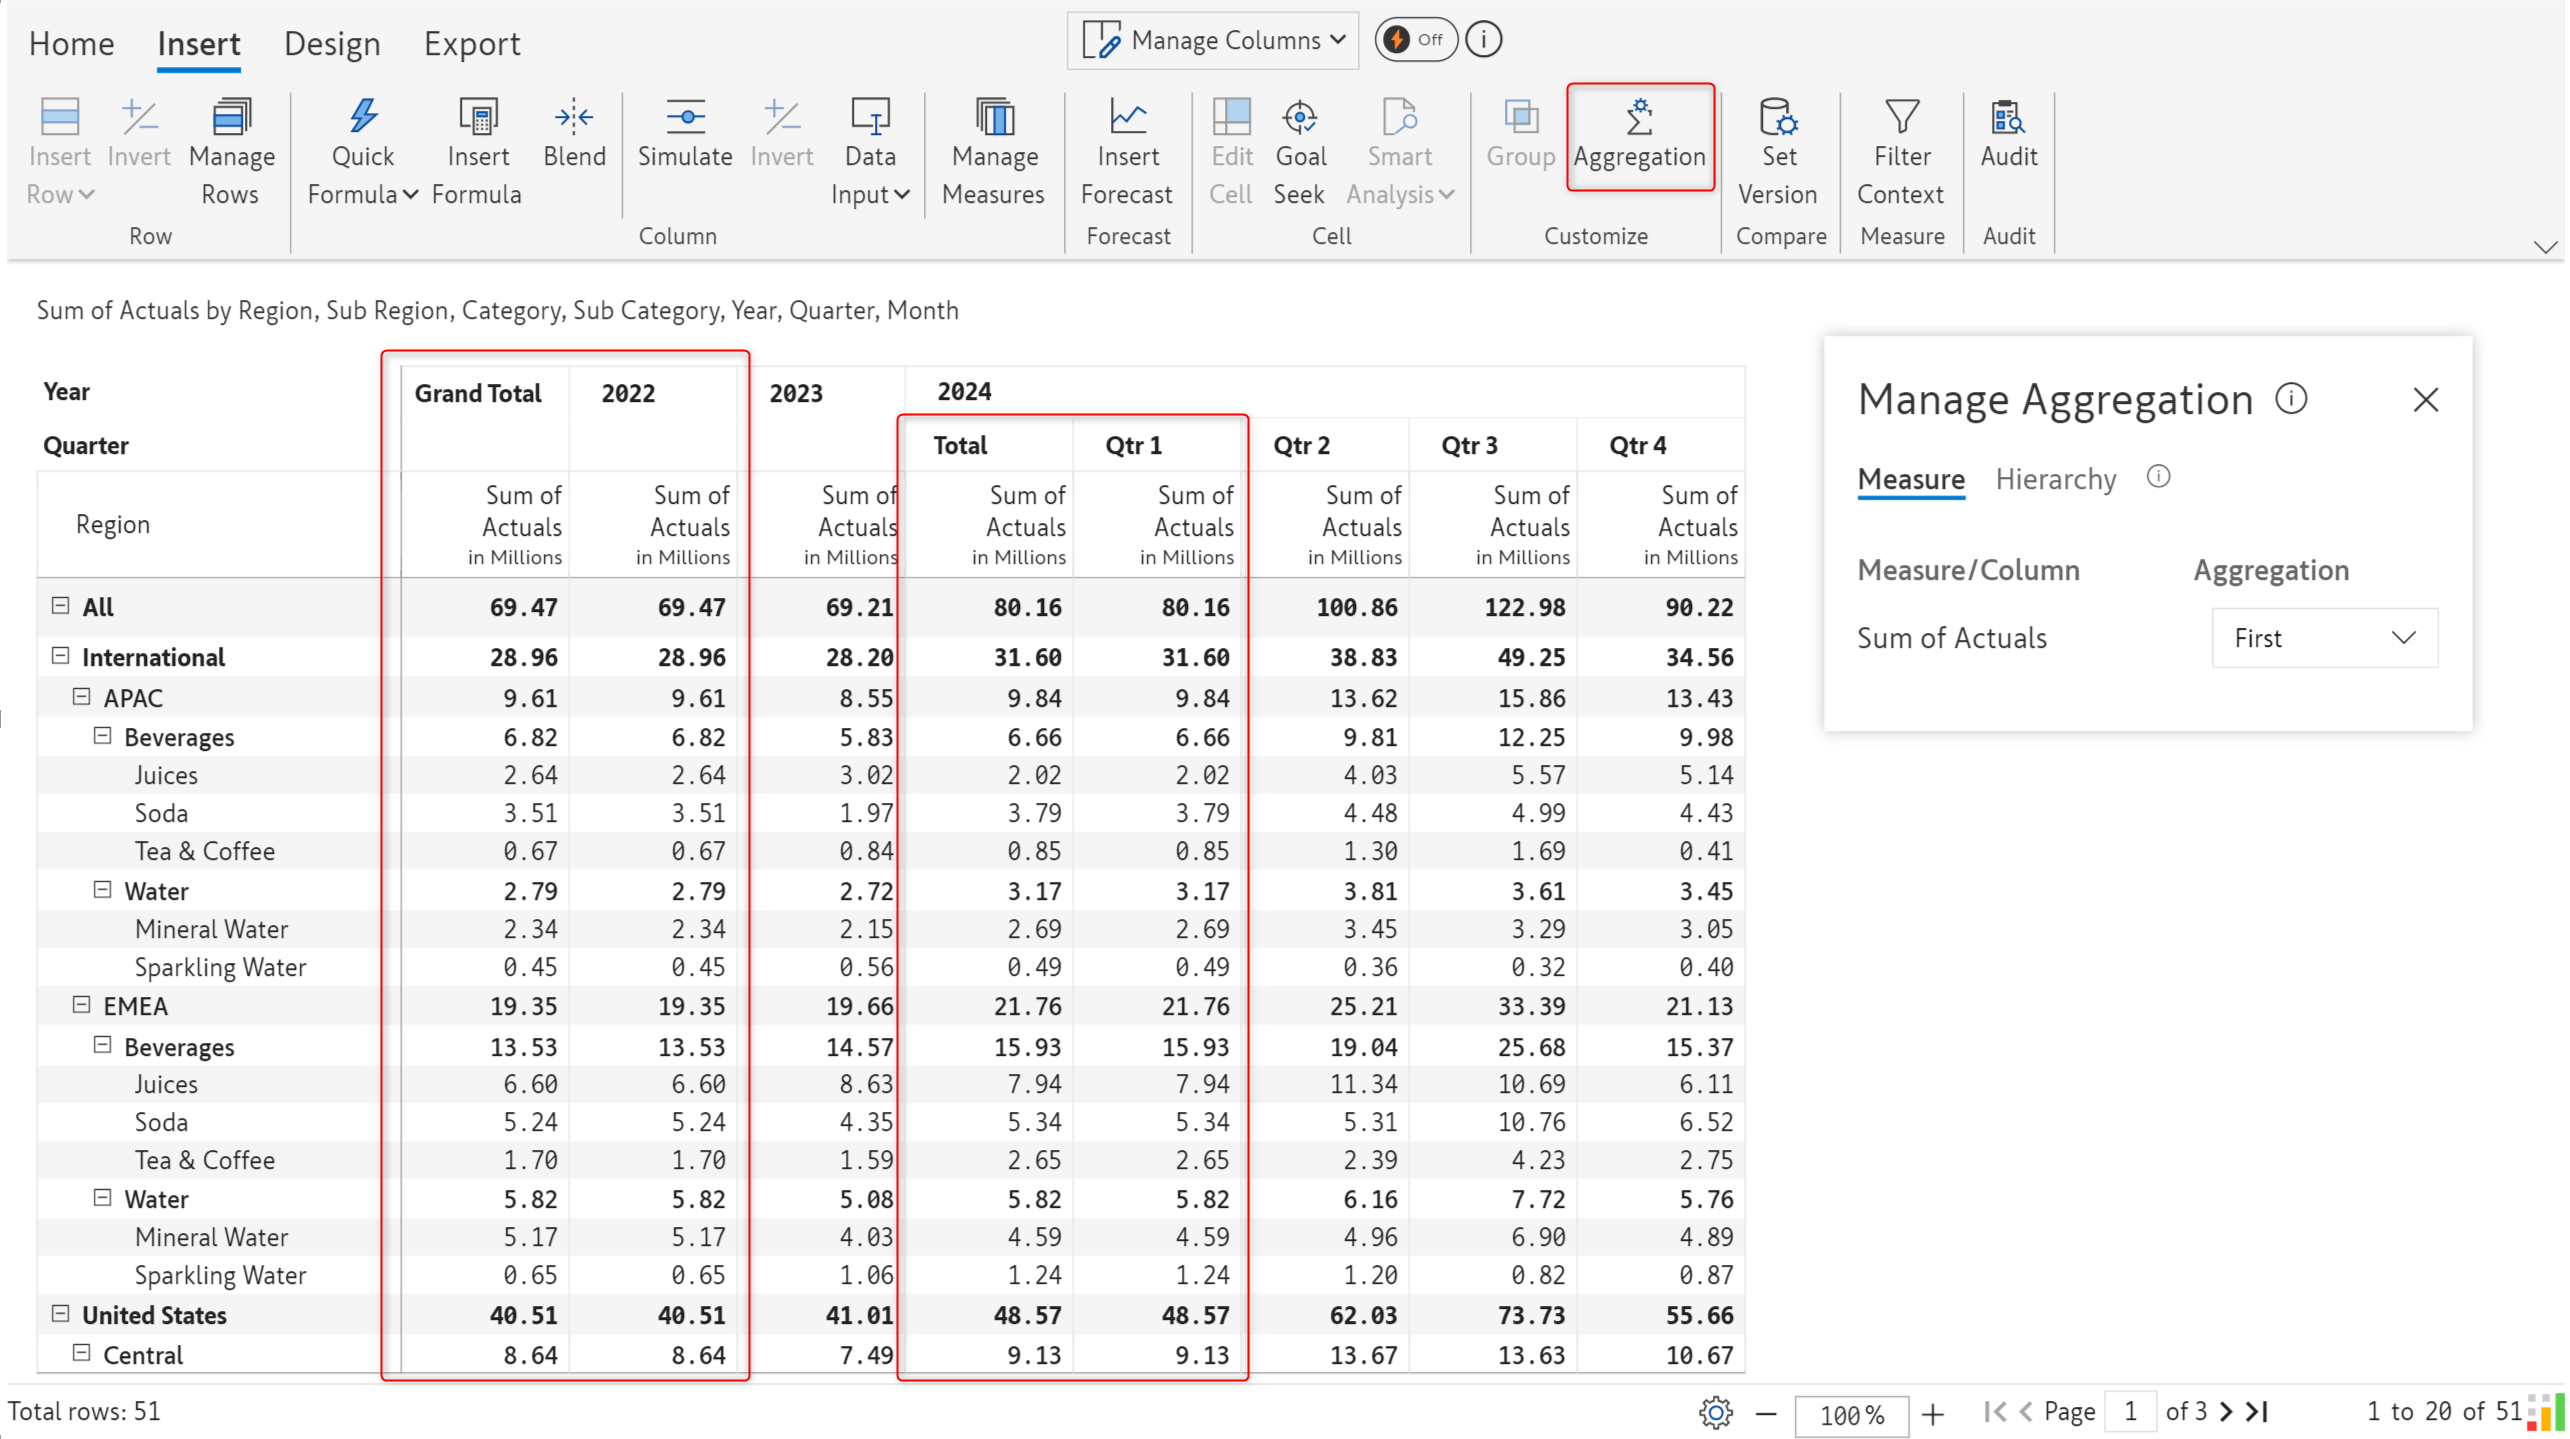 Home Insert Design Export Manage Columns Off
Insert Row Invert Manage Rows Quick Formula Insert Formula Blend Simulate Invert Data Input Manage Measures Insert Forecast Edit Cell Goal Seek Smart Analysis Group Aggregation Set Version Filter Context Audit
Row Column Forecast Cell Customize Compare Measure Audit
Sum of Actuals by Region, Sub Region, Category, Sub Category, Year, Quarter, Month
Year Grand Total 2022 2023 2024
Quarter Total Qtr 1 Qtr 2 Qtr 3 Qtr 4
Region Sum of Actuals in Millions Sum of Actuals in Millions Sum of Actuals in Millions Sum of Actuals in Millions Sum of Actuals in Millions Sum of Actuals in Millions Sum of Actuals in Millions Sum of Actuals in Millions
All 69.47 69.47 69.21 80.16 80.16 100.86 122.98 90.22
International 28.96 28.96 28.20 31.60 31.60 38.83 49.25 34.56
APAC 9.61 9.61 8.55 9.84 9.84 13.62 15.86 13.43
Beverages 6.82 6.82 5.83 6.66 6.66 9.81 12.25 9.98
Juices 2.64 2.64 3.02 2.02 2.02 4.03 5.57 5.14
Soda 3.51 3.51 1.97 3.79 3.79 4.48 4.99 4.43
Tea & Coffee 0.67 0.67 0.84 0.85 0.85 1.30 1.69 0.41
Water 2.79 2.79 2.72 3.17 3.17 3.81 3.61 3.45
Mineral Water 2.34 2.34 2.15 2.69 2.69 3.45 3.29 3.05
Sparkling Water 0.45 0.45 0.56 0.49 0.49 0.36 0.32 0.40
EMEA 19.35 19.35 19.66 21.76 21.76 25.21 33.39 21.13
Beverages 13.53 13.53 14.57 15.93 15.93 19.04 25.68 15.37
Juices 6.60 6.60 8.63 7.94 7.94 11.34 10.69 6.11
Soda 5.24 5.24 4.35 5.34 5.34 5.31 10.76 6.52
Tea & Coffee 1.70 1.70 1.59 2.65 2.65 2.39 4.23 2.75
Water 5.82 5.82 5.08 5.82 5.82 6.16 7.72 5.76
Mineral Water 5.17 5.17 4.03 4.59 4.59 4.96 6.90 4.89
Sparkling Water 0.65 0.65 1.06 1.24 1.24 1.20 0.82 0.87
United States 40.51 40.51 41.01 48.57 48.57 62.03 73.73 55.66
Central 8.64 8.64 7.49 9.13 9.13 13.67 13.63 10.67
Manage Aggregation
Measure Hierarchy
Measure/Column Aggregation
Sum of Actuals First
Total rows: 51 100% Page 1 of 3 1 to 20 of 51